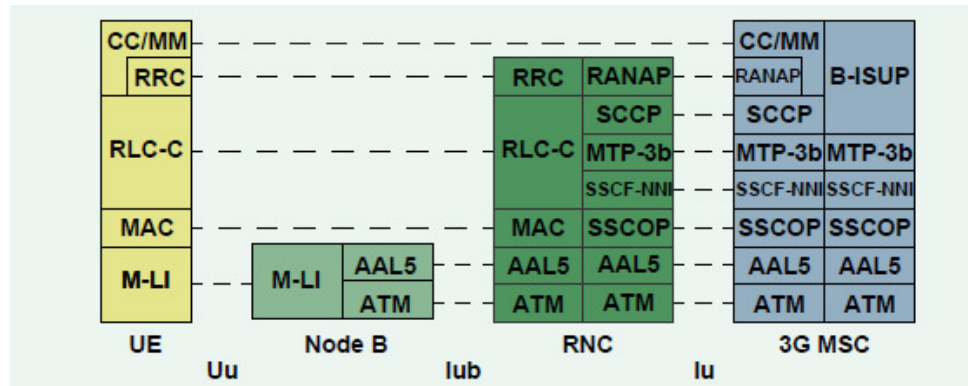 CC/MM CC/MM
RRC RRC RANAP RANAP B-ISUP
SCCP SCCP
RLC-C RLC-C MTP-3b MTP-3b MTP-3b
SSCF-NNI SSCF-NNI SSCF-NNI
MAC MAC SSCOP SSCOP SSCOP
M-LI M-LI AAL5 AAL5 AAL5 AAL5 AAL5
ATM ATM ATM ATM ATM
UE Node B RNC 3G MSC
Uu Iub Iu